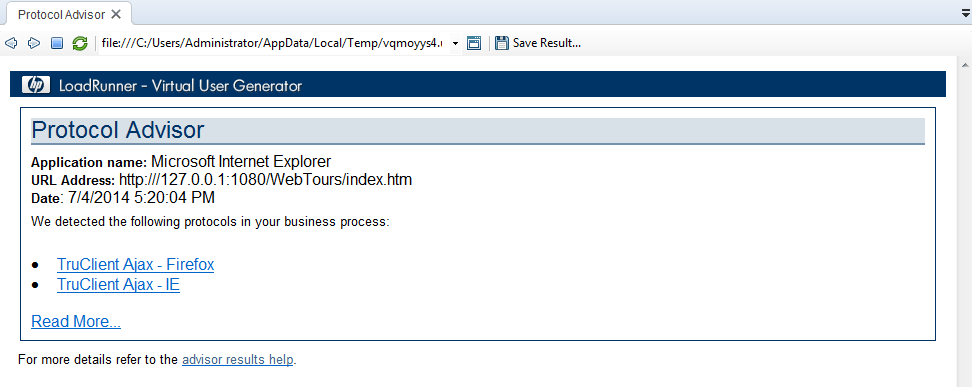 Protocol Advisor
file:///C:/Users/Administrator/AppData/Local/Temp/vqmoyys4.
Save Result...
hp LoadRunner - Virtual User Generator
Protocol Advisor
Application name: Microsoft Internet Explorer
URL Address: http:///127.0.0.1:1080/WebTours/index.htm
Date: 7/4/2014 5:20:04 PM
We detected the following protocols in your business process:
• TruClient Ajax - Firefox
• TruClient Ajax - IE
Read More...
For more details refer to the advisor results help.